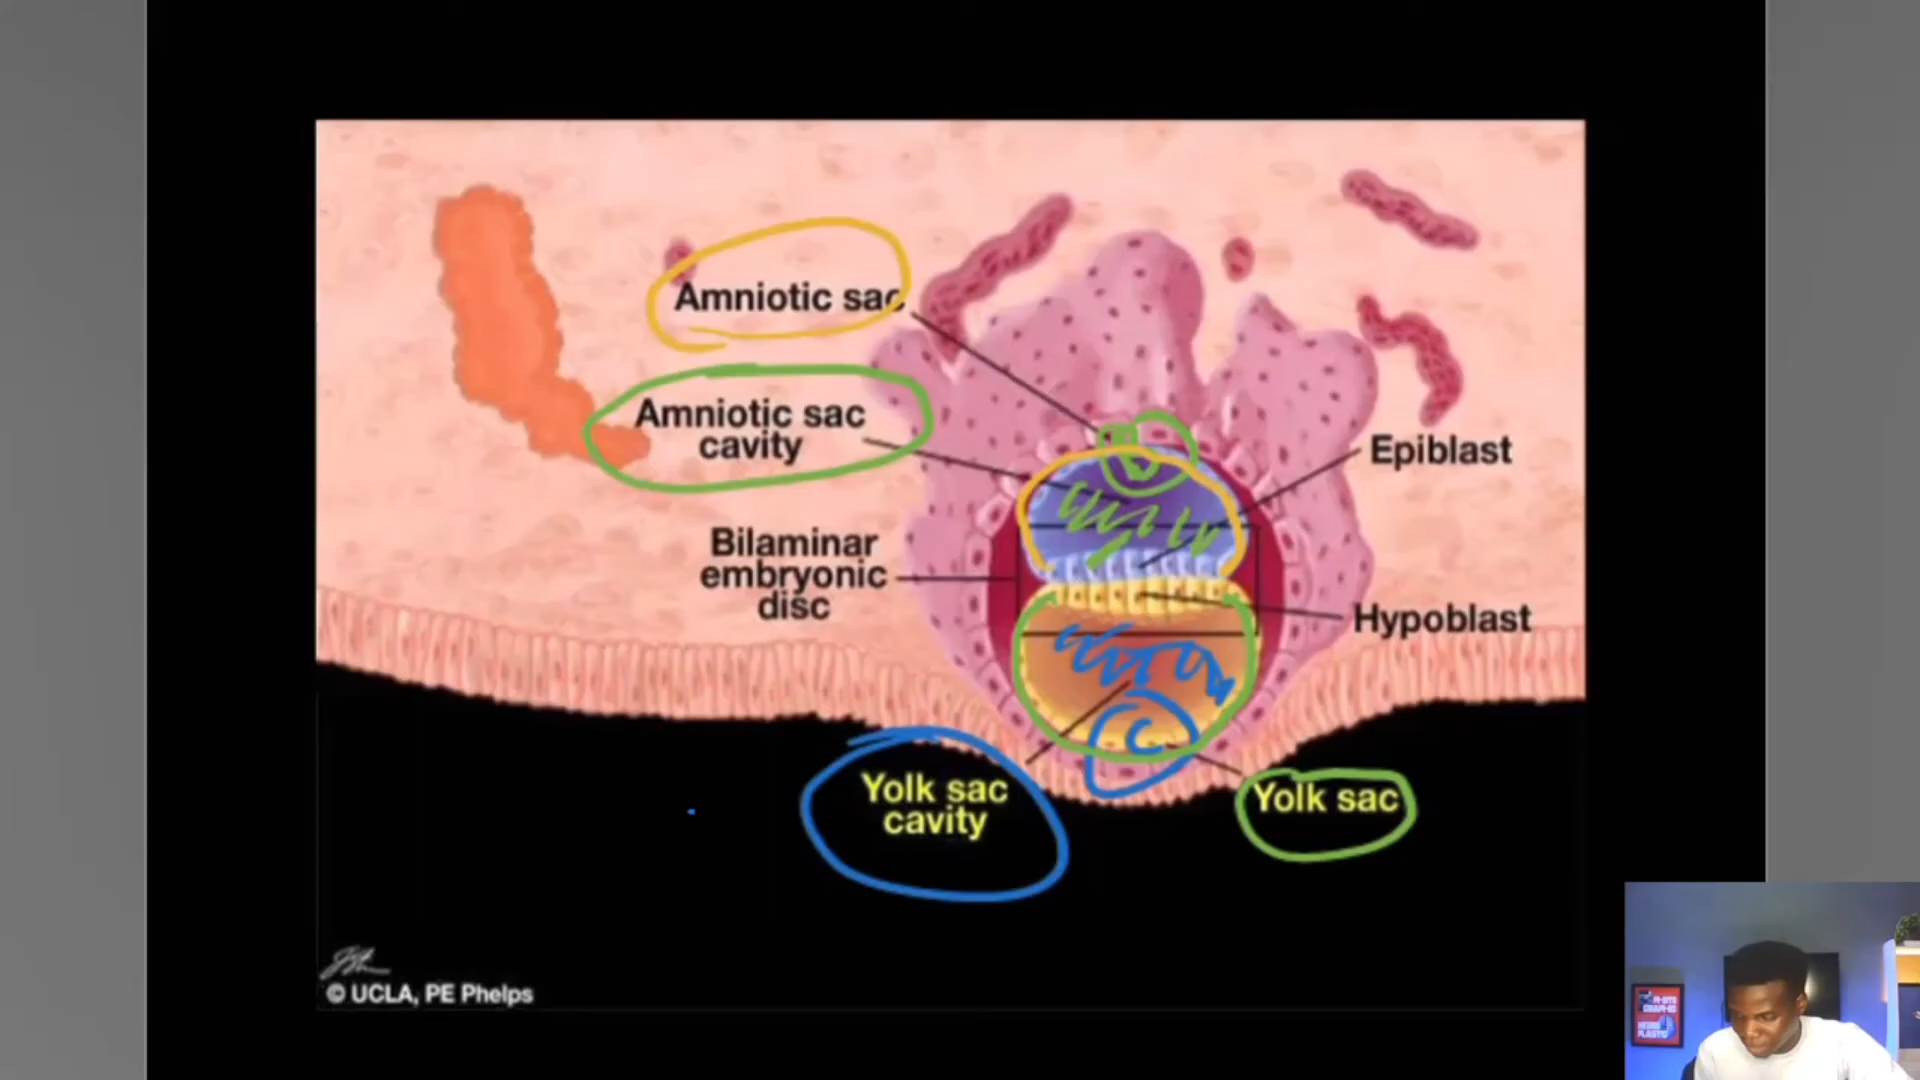 Amniotic sac
Amniotic sac
cavity
Epiblast
Bilaminar
embryonic
disc
Hypoblast
Yolk sac
cavity
Yolk sac
© UCLA, PE Phelps